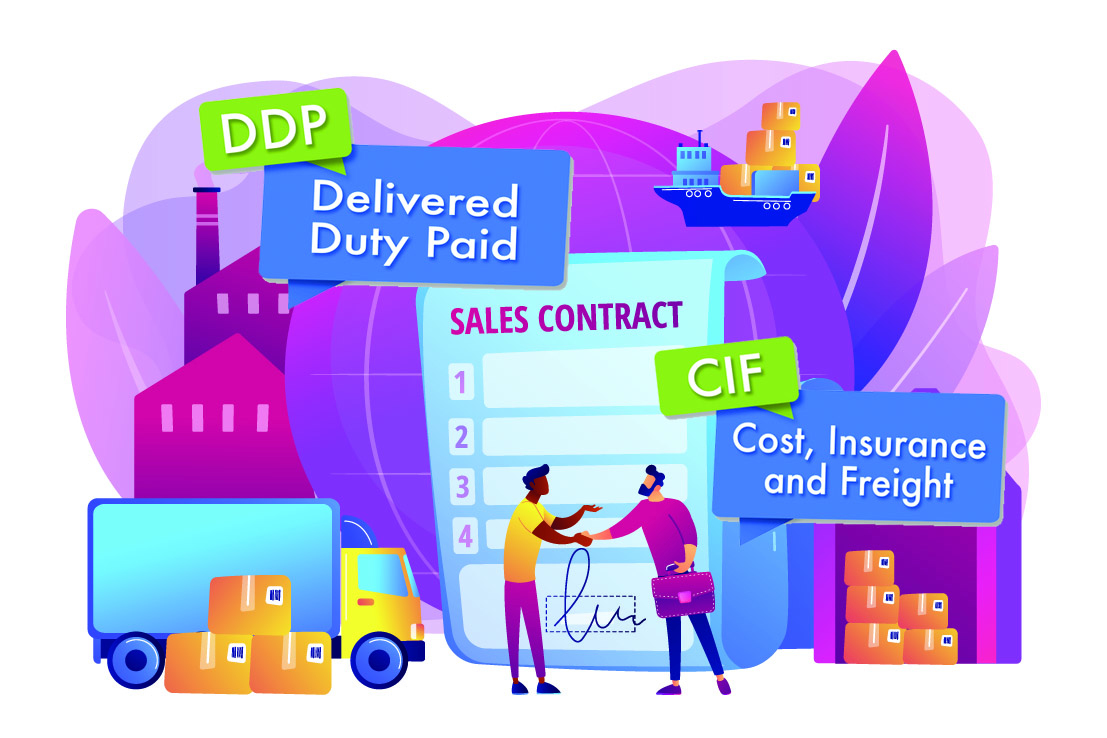 DDP
Delivered
Duty Paid
SALES CONTRACT
1
CIF
2
Cost, Insurance
and Freight
3
4